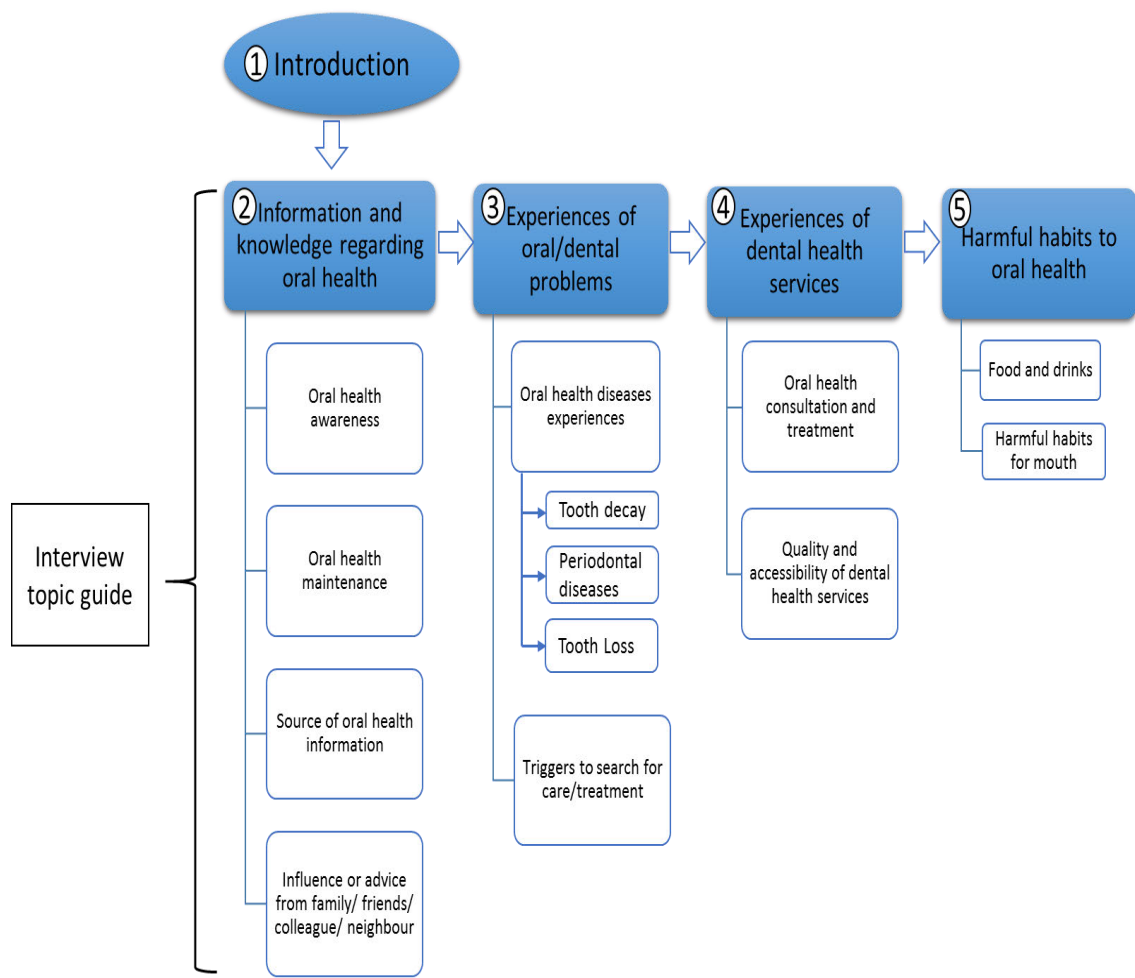 1 Introduction
Interview
topic guide
2 Information and
knowledge regarding
oral health
Oral health
awareness
Oral health
maintenance
Source of oral health
information
Influence or advice
from family/ friends/
colleague/ neighbour
3 Experiences of
oral/dental
problems
Oral health diseases
experiences
Tooth decay
Periodontal
diseases
Tooth Loss
Triggers to search for
care/treatment
4 Experiences of
dental health
services
Oral health
consultation and
treatment
Quality and
accessibility of dental
health services
5
Harmful habits to
oral health
Food and drinks
Harmful habits
for mouth